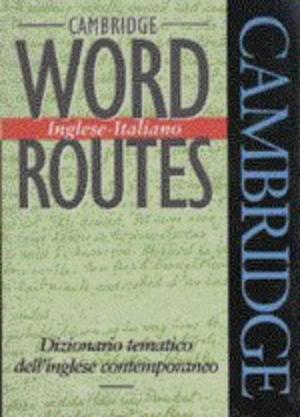 CAMBRIDGE
WORD
Inglese-Italiano
ROUTES
Dizionario tematico
dell'inglese contemporaneo
CAMBRIDGE